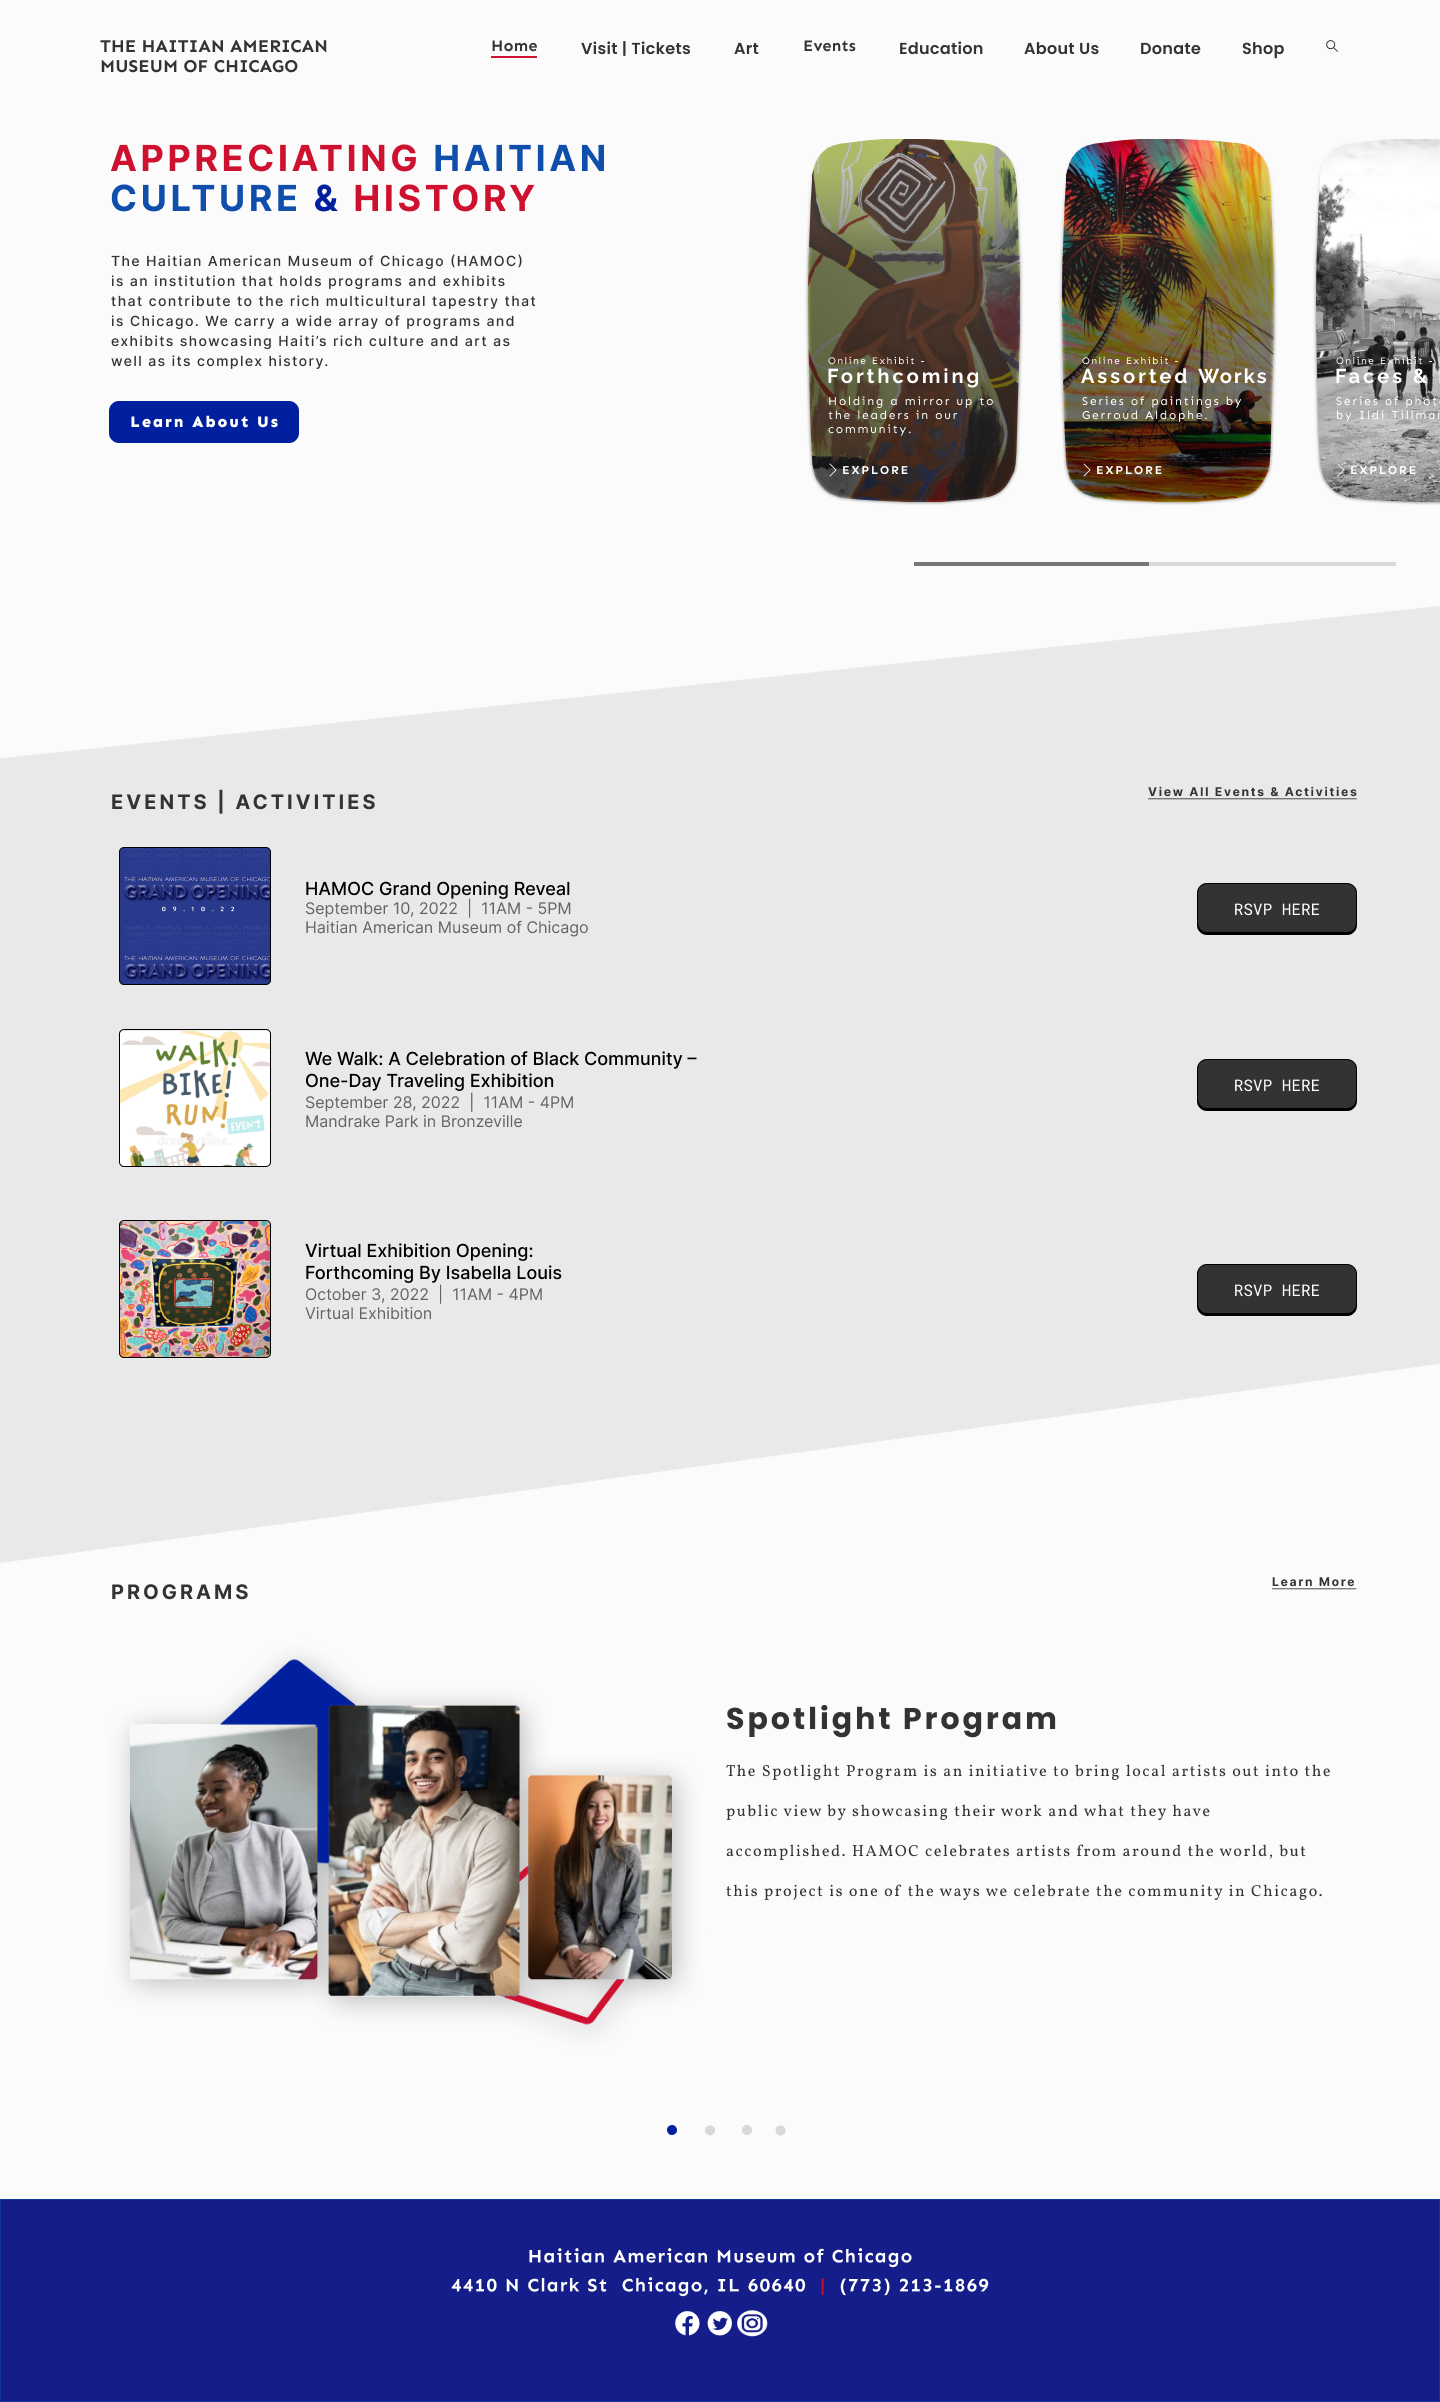 THE HAITIAN AMERICAN
MUSEUM OF CHICAGO
Home
Visit | Tickets
Art
Events
Education
About Us
Donate
Shop
APPRECIATING HAITIAN
CULTURE & HISTORY
The Haitian American Museum of Chicago (HAMOC)
is an institution that holds programs and exhibits
that contribute to the rich multicultural tapestry that
is Chicago. We carry a wide array of programs and
exhibits showcasing Haiti’s rich culture and art as
well as its complex history.
Learn About Us
Online Exhibit -
Forthcoming
Holding a mirror up to
the leaders in our
community.
EXPLORE
Online Exhibit -
Assorted Works
Series of paintings by
Gerroud Aldophe.
EXPLORE
Online Exhibit -
Faces &
Series of
by Ildi
EXPLORE
EVENTS | ACTIVITIES
View All Events & Activities
THE HAITIAN AMERICAN MUSEUM OF CHICAGO
GRAND OPENING
09.10.22
THE HAITIAN AMERICAN MUSEUM OF CHICAGO
GRAND OPENING
HAMOC Grand Opening Reveal
September 10, 2022 | 11AM - 5PM
Haitian American Museum of Chicago
RSVP HERE
WALK!
BIKE!
RUN!
EVENT
We Walk: A Celebration of Black Community –
One-Day Traveling Exhibition
September 28, 2022 | 11AM - 4PM
Mandrake Park in Bronzeville
RSVP HERE
Virtual Exhibition Opening:
Forthcoming By Isabella Louis
October 3, 2022 | 11AM - 4PM
Virtual Exhibition
RSVP HERE
PROGRAMS
Learn More
Spotlight Program
The Spotlight Program is an initiative to bring local artists out into the
public view by showcasing their work and what they have
accomplished. HAMOC celebrates artists from around the world, but
this project is one of the ways we celebrate the community in Chicago.
Haitian American Museum of Chicago
4410 N Clark St Chicago, IL 60640 | (773) 213-1869